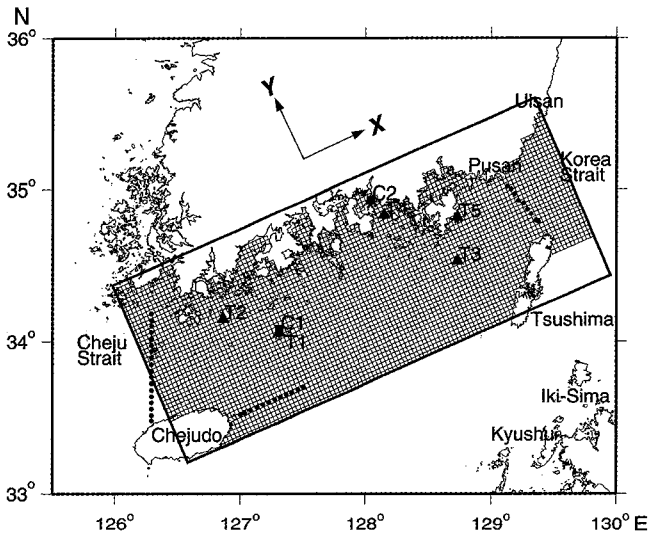 N
36°
Y
X
Ulsan
Pusan
Korea
Strait
35°
C2
T5
T3
T2
C1
T1
Cheju
Strait
34°
Tsushima
Iki-Sima
Chejudo
Kyushu
33°
126°
127°
128°
129°
130° E